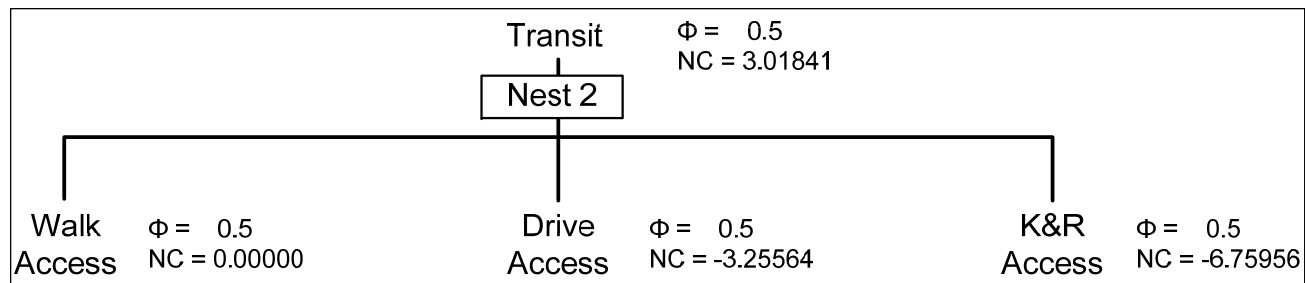 Transit
Φ = 0.5
NC = 3.01841
Nest 2
Walk
Access
Φ = 0.5
NC = 0.00000
Drive
Access
Φ = 0.5
NC = -3.25564
K&R
Access
Φ = 0.5
NC = -6.75956